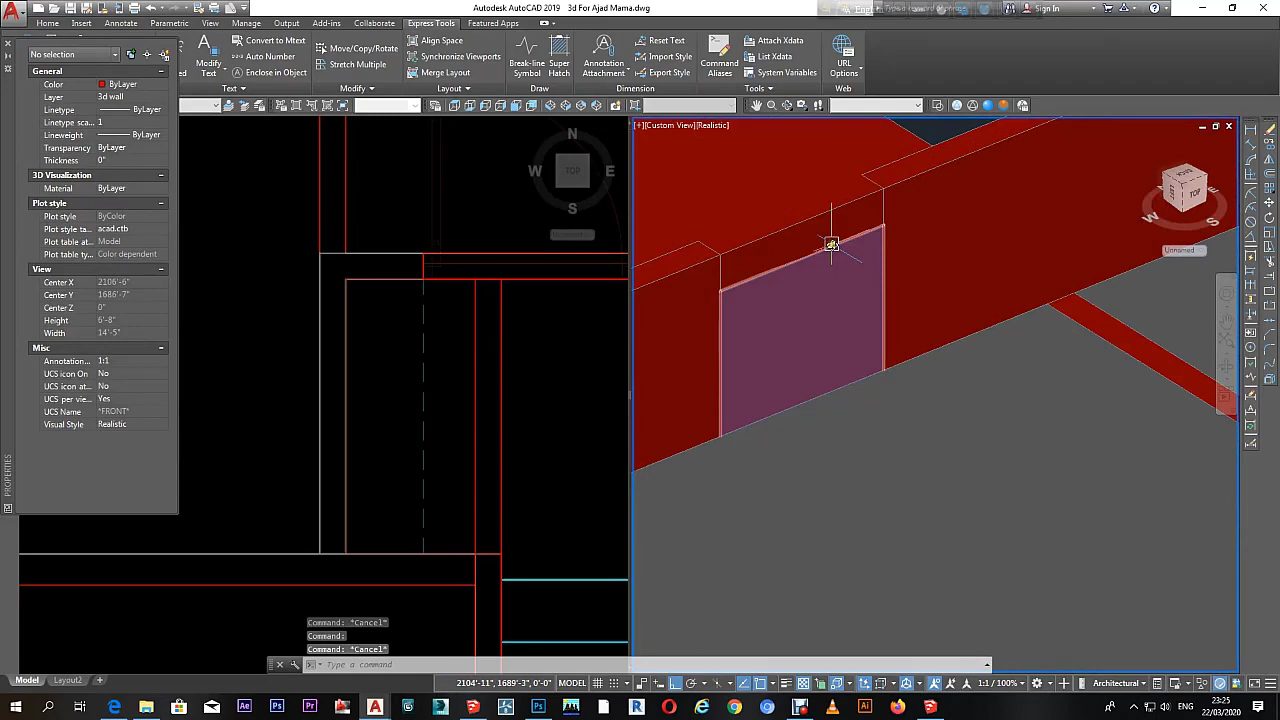 Autodesk AutoCAD 2019   3d For Ajad Mama.dwg
Sign In
Home Insert Annotate Parametric View Manage Output Add-ins Collaborate Express Tools Featured Apps
No selection
Modify Text
Convert to Mtext
Auto Number
Enclose in Object
Text
Move/Copy/Rotate
Stretch Multiple
Modify
Align Space
Synchronize Viewports
Merge Layout
Layout
Break-line Symbol
Super Hatch
Draw
Annotation Attachment
Reset Text
Import Style
Export Style
Dimension
Command Aliases
Attach Xdata
List Xdata
System Variables
Tools
URL Options
Web
General
Color ByLayer
Layer 3d wall
Linetype ByLayer
Linetype sca... 1
Lineweight ByLayer
Transparency ByLayer
Thickness 0"
3D Visualization
Material ByLayer
Plot style
Plot style ByColor
Plot style ta... acad.ctb
Plot table at... Model
Plot table ty... Color dependent
View
Center X 2106'-6"
Center Y 1686'-7"
Center Z 0"
Height 6'-8"
Width 14'-5"
Misc
Annotation... 1:1
UCS icon On No
UCS icon at... No
UCS per vie... Yes
UCS Name *FRONT*
Visual Style Realistic
PROPERTIES
N
W TOP E
S
[+][Custom View][Realistic]
W S
Unnamed
Command: *Cancel*
Command:
Command: *Cancel*
Type a command
Model Layout2 +
2104'-11", 1689'-3", 0'-0" MODEL
1:1 / 100%
Architectural
23:25
22/03/2020